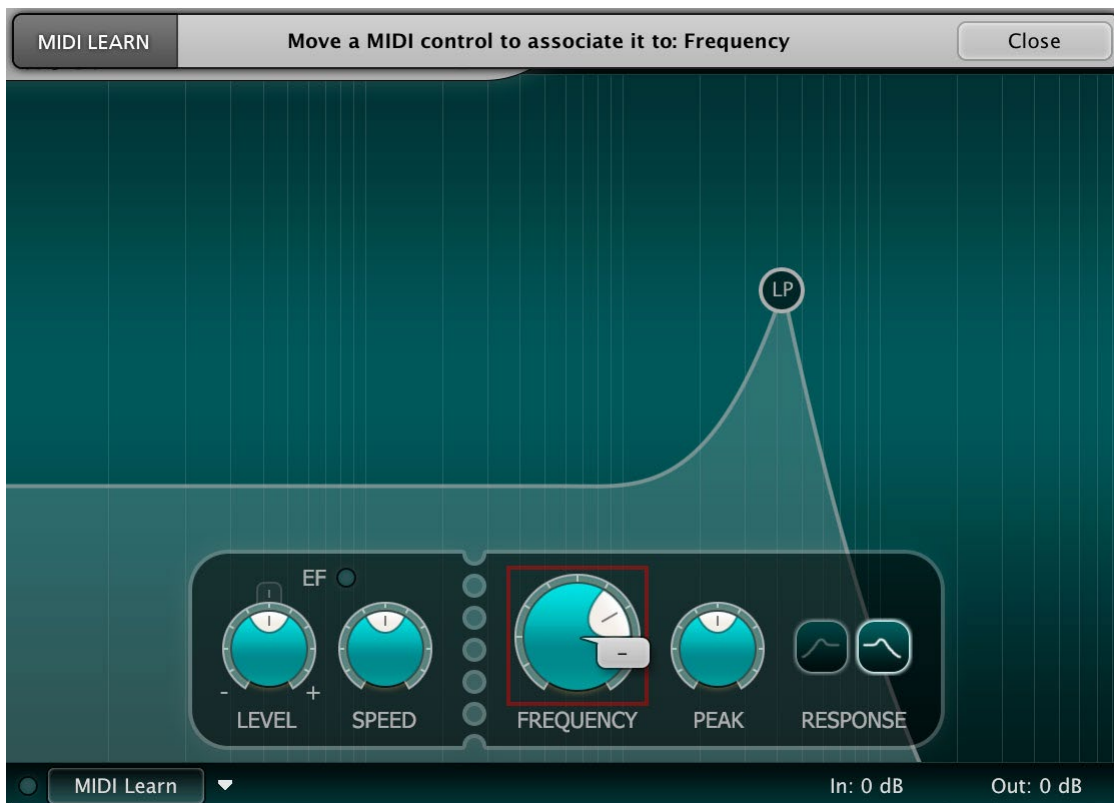 MIDI LEARN
Move a MIDI control to associate it to: Frequency
Close
LP
EF
-
- +
LEVEL
SPEED
FREQUENCY
PEAK
RESPONSE
MIDI Learn
In: 0 dB
Out: 0 dB